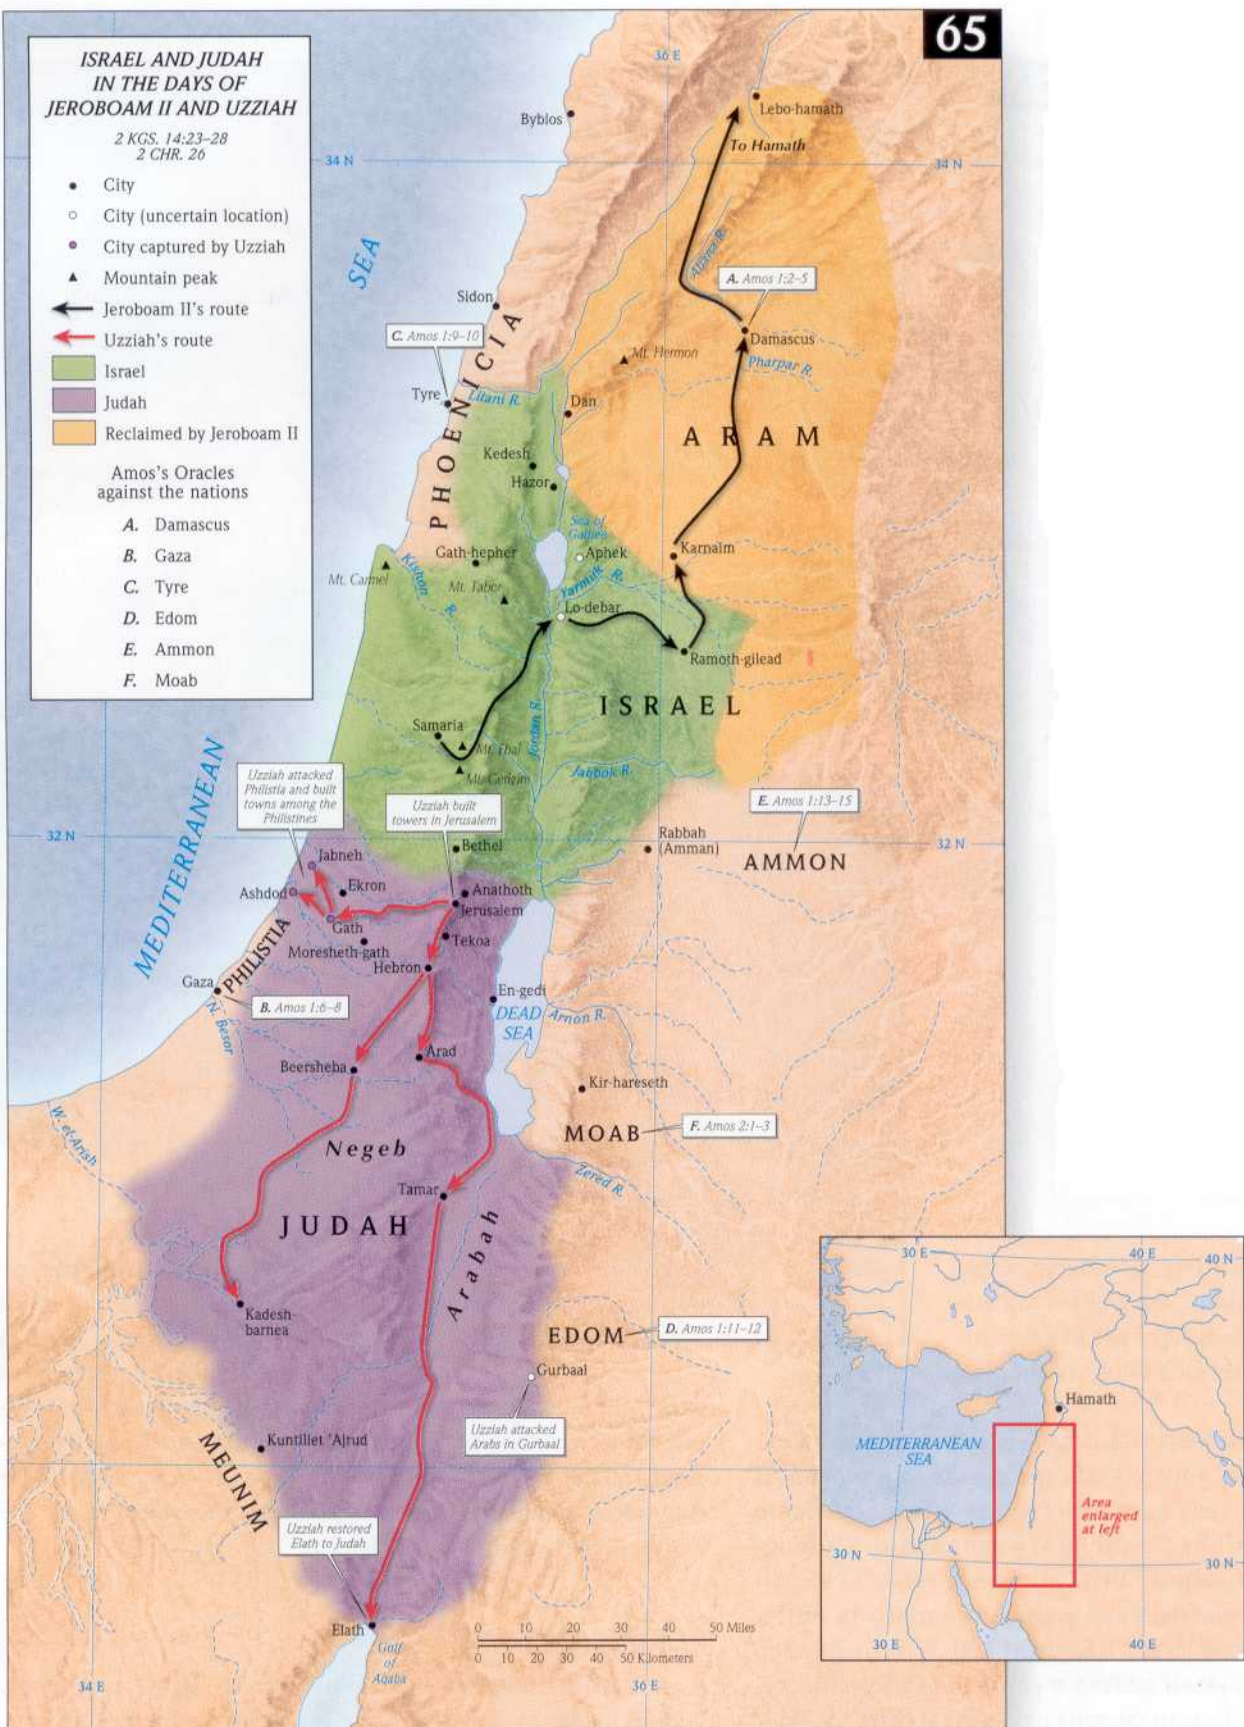 65
ISRAEL AND JUDAH
IN THE DAYS OF
JEROBOAM II AND UZZIAH
2 KGS. 14:23–28
2 CHR. 26
City
City (uncertain location)
City captured by Uzziah
Mountain peak
Jeroboam II's route
Uzziah's route
Israel
Judah
Reclaimed by Jeroboam II
Amos's Oracles
against the nations
A. Damascus
B. Gaza
C. Tyre
D. Edom
E. Ammon
F. Moab
36 E
Lebo-hamath
Byblos
To Hamath
34 N
34 N
SEA
Abana R.
A. Amos 1:2–5
Sidon
C. Amos 1:9–10
Damascus
Mt. Hermon
Pharpar R.
PHOENICIA
Tyre
Litani R.
Dan
ARAM
Kedesh
Hazor
Sea of
Galilee
Gath-hepher
Aphek
Karnaim
Mt. Carmel
Kishon R.
Mt. Tabor
Yarmuk R.
Lo-debar
Ramoth-gilead
ISRAEL
Samaria
Mt. Ebal
Jordan R.
Mt. Gerizim
Jabbok R.
MEDITERRANEAN
Uzziah attacked
Philistia and built
towns among the
Philistines
Uzziah built
towers in Jerusalem
E. Amos 1:13–15
32 N
Bethel
Rabbah
(Amman)
32 N
AMMON
Jabneh
Ashdod
Ekron
Anathoth
Jerusalem
Gath
Tekoa
Moresheth-gath
PHILISTIA
Hebron
Gaza
B. Amos 1:6–8
En-gedi
DEAD
SEA
Arnon R.
N. Besor
Arad
Beersheba
Kir-hareseth
W. el-Arish
MOAB
F. Amos 2:1–3
Negeb
Zered R.
Tamar
JUDAH
Arabah
Kadesh-
barnea
EDOM
D. Amos 1:11–12
Gurbaal
Uzziah attacked
Arabs in Gurbaal
Kuntillet 'Ajrud
MEUNIM
Uzziah restored
Elath to Judah
Elath
Gulf
of
Aqaba
0 10 20 30 40 50 Miles
0 10 20 30 40 50 Kilometers
34 E
36 E
30 E
40 E
40 N
Hamath
MEDITERRANEAN
SEA
Area
enlarged
at left
30 N
30 N
30 E
40 E